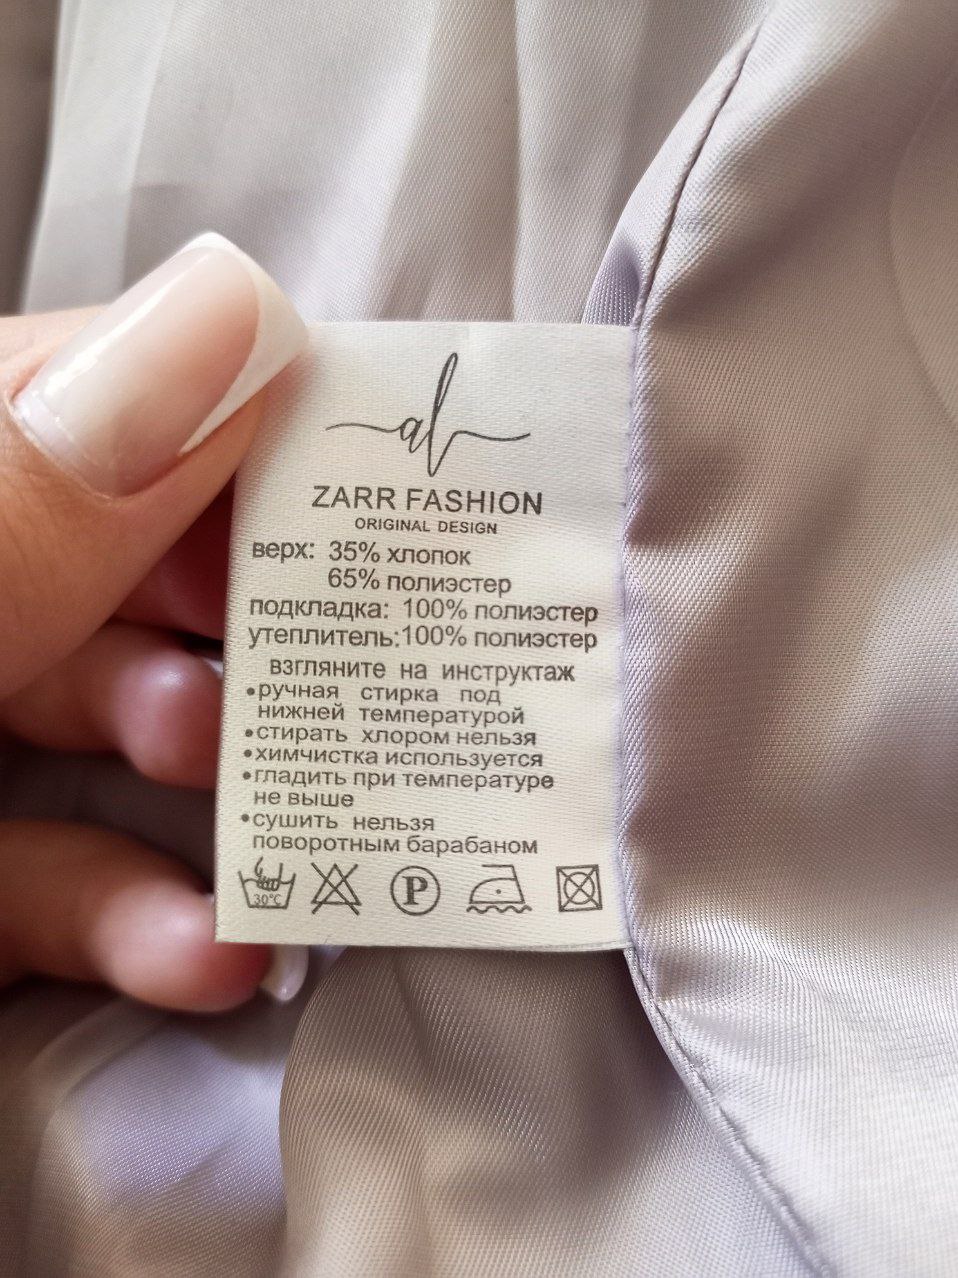 al
ZARR FASHION
ORIGINAL DESIGN
верх: 35% хлопок
65% полиэстер
подкладка: 100% полиэстер
утеплитель:100% полиэстер
взгляните на инструктаж
•ручная стирка под
нижней температурой
•стирать хлором нельзя
•химчистка используется
•гладить при температуре
не выше
•сушить нельзя
поворотным барабаном
30°C P